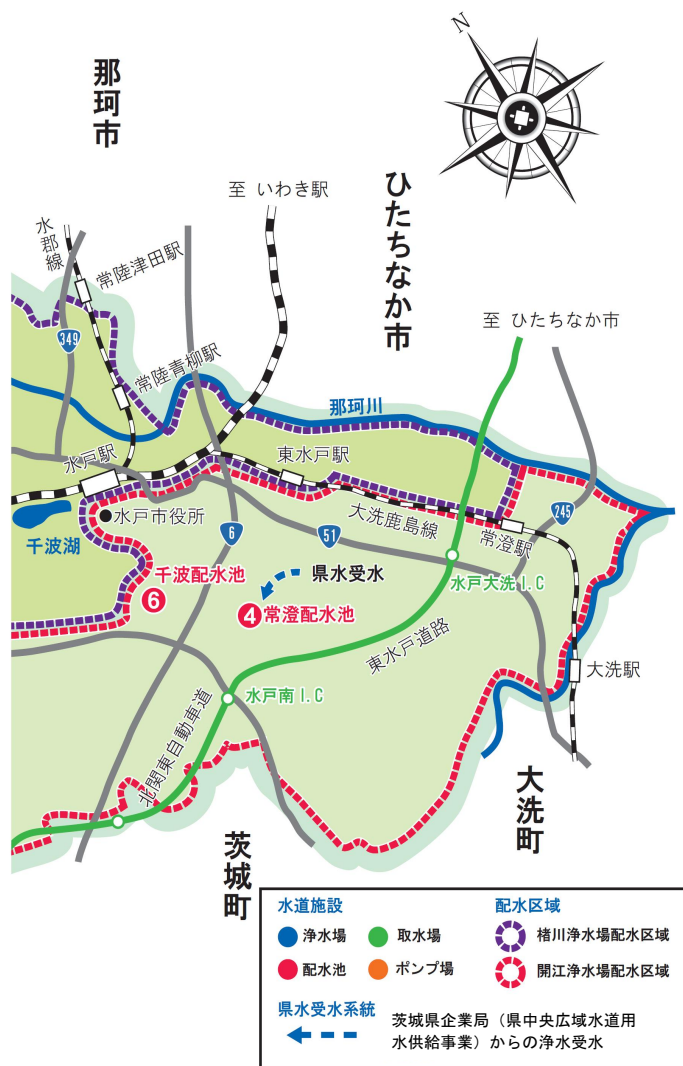 N
那珂市
至 いわき駅
ひたちなか市
水郡線
常陸津田駅
至 ひたちなか市
349
常陸青柳駅
那珂川
水戸駅
東水戸駅
大洗鹿島線
常澄駅
245
水戸市役所
6
51
千波湖
千波配水池
6
県水受水
水戸大洗I.C
4 常澄配水池
東水戸道路
大洗駅
水戸南I.C
北関東自動車道
大洗町
茨城町
水道施設
浄水場
取水場
配水池
ポンプ場
配水区域
楮川浄水場配水区域
開江浄水場配水区域
県水受水系統
茨城県企業局（県中央広域水道用
水供給事業）からの浄水受水